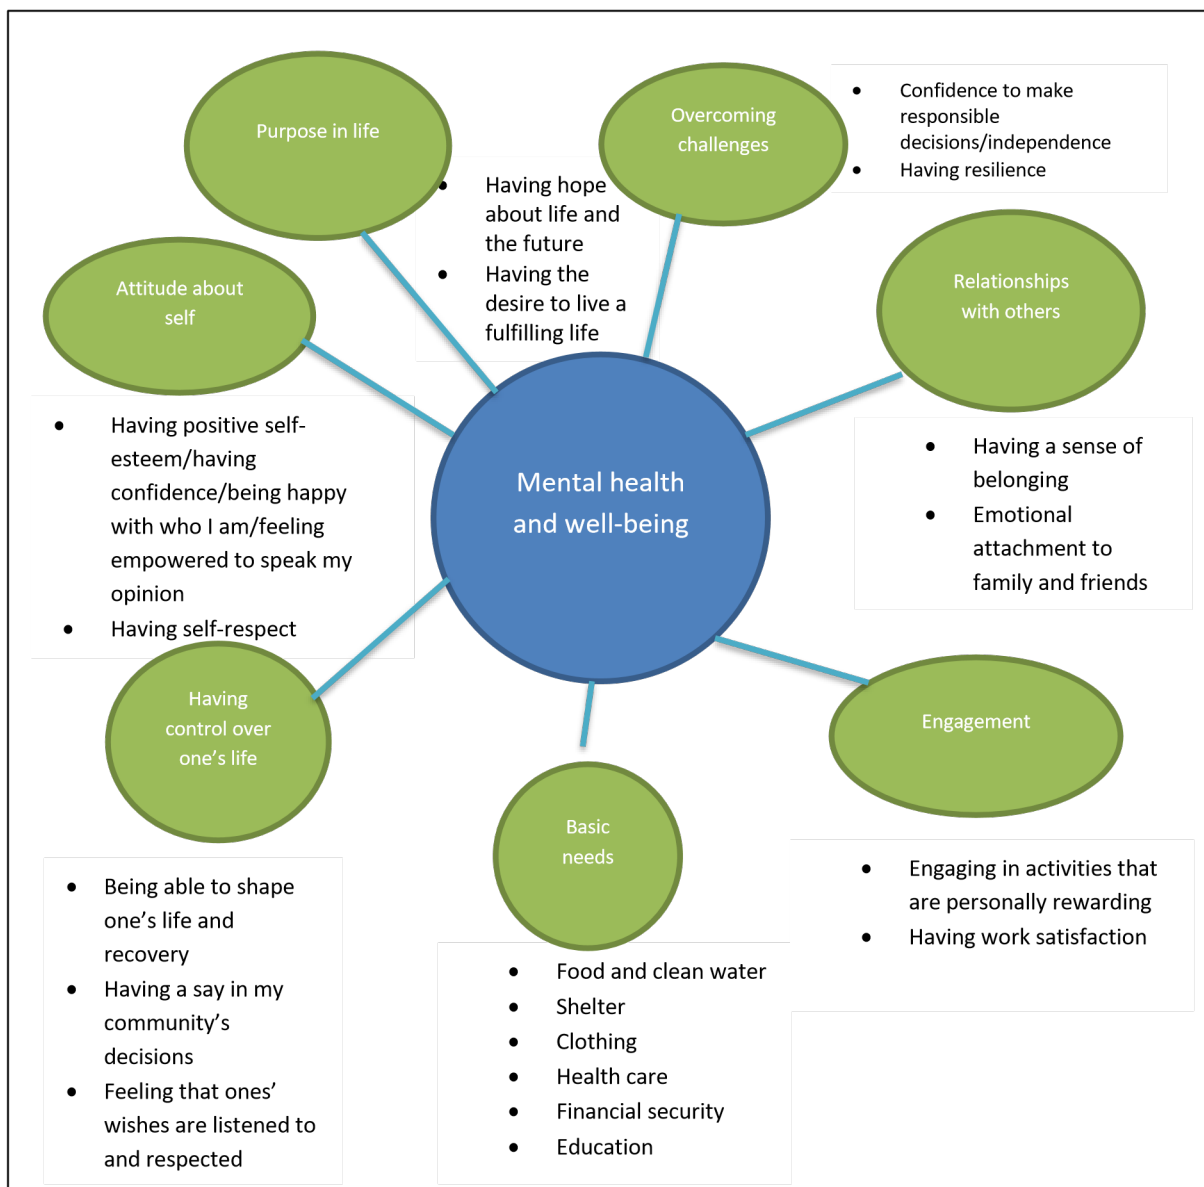 Purpose in life
Overcoming
challenges
• Confidence to make
responsible
decisions/independence
• Having resilience
• Having hope
about life and
the future
• Having the
desire to live a
fulfilling life
Attitude about
self
Relationships
with others
• Having positive self-
esteem/having
confidence/being happy
with who I am/feeling
empowered to speak my
opinion
• Having self-respect
Mental health
and well-being
• Having a sense of
belonging
• Emotional
attachment to
family and friends
Having
control over
one’s life
Engagement
Basic
needs
• Being able to shape
one’s life and
recovery
• Having a say in my
community’s
decisions
• Feeling that ones’
wishes are listened to
and respected
• Food and clean water
• Shelter
• Clothing
• Health care
• Financial security
• Education
• Engaging in activities that
are personally rewarding
• Having work satisfaction